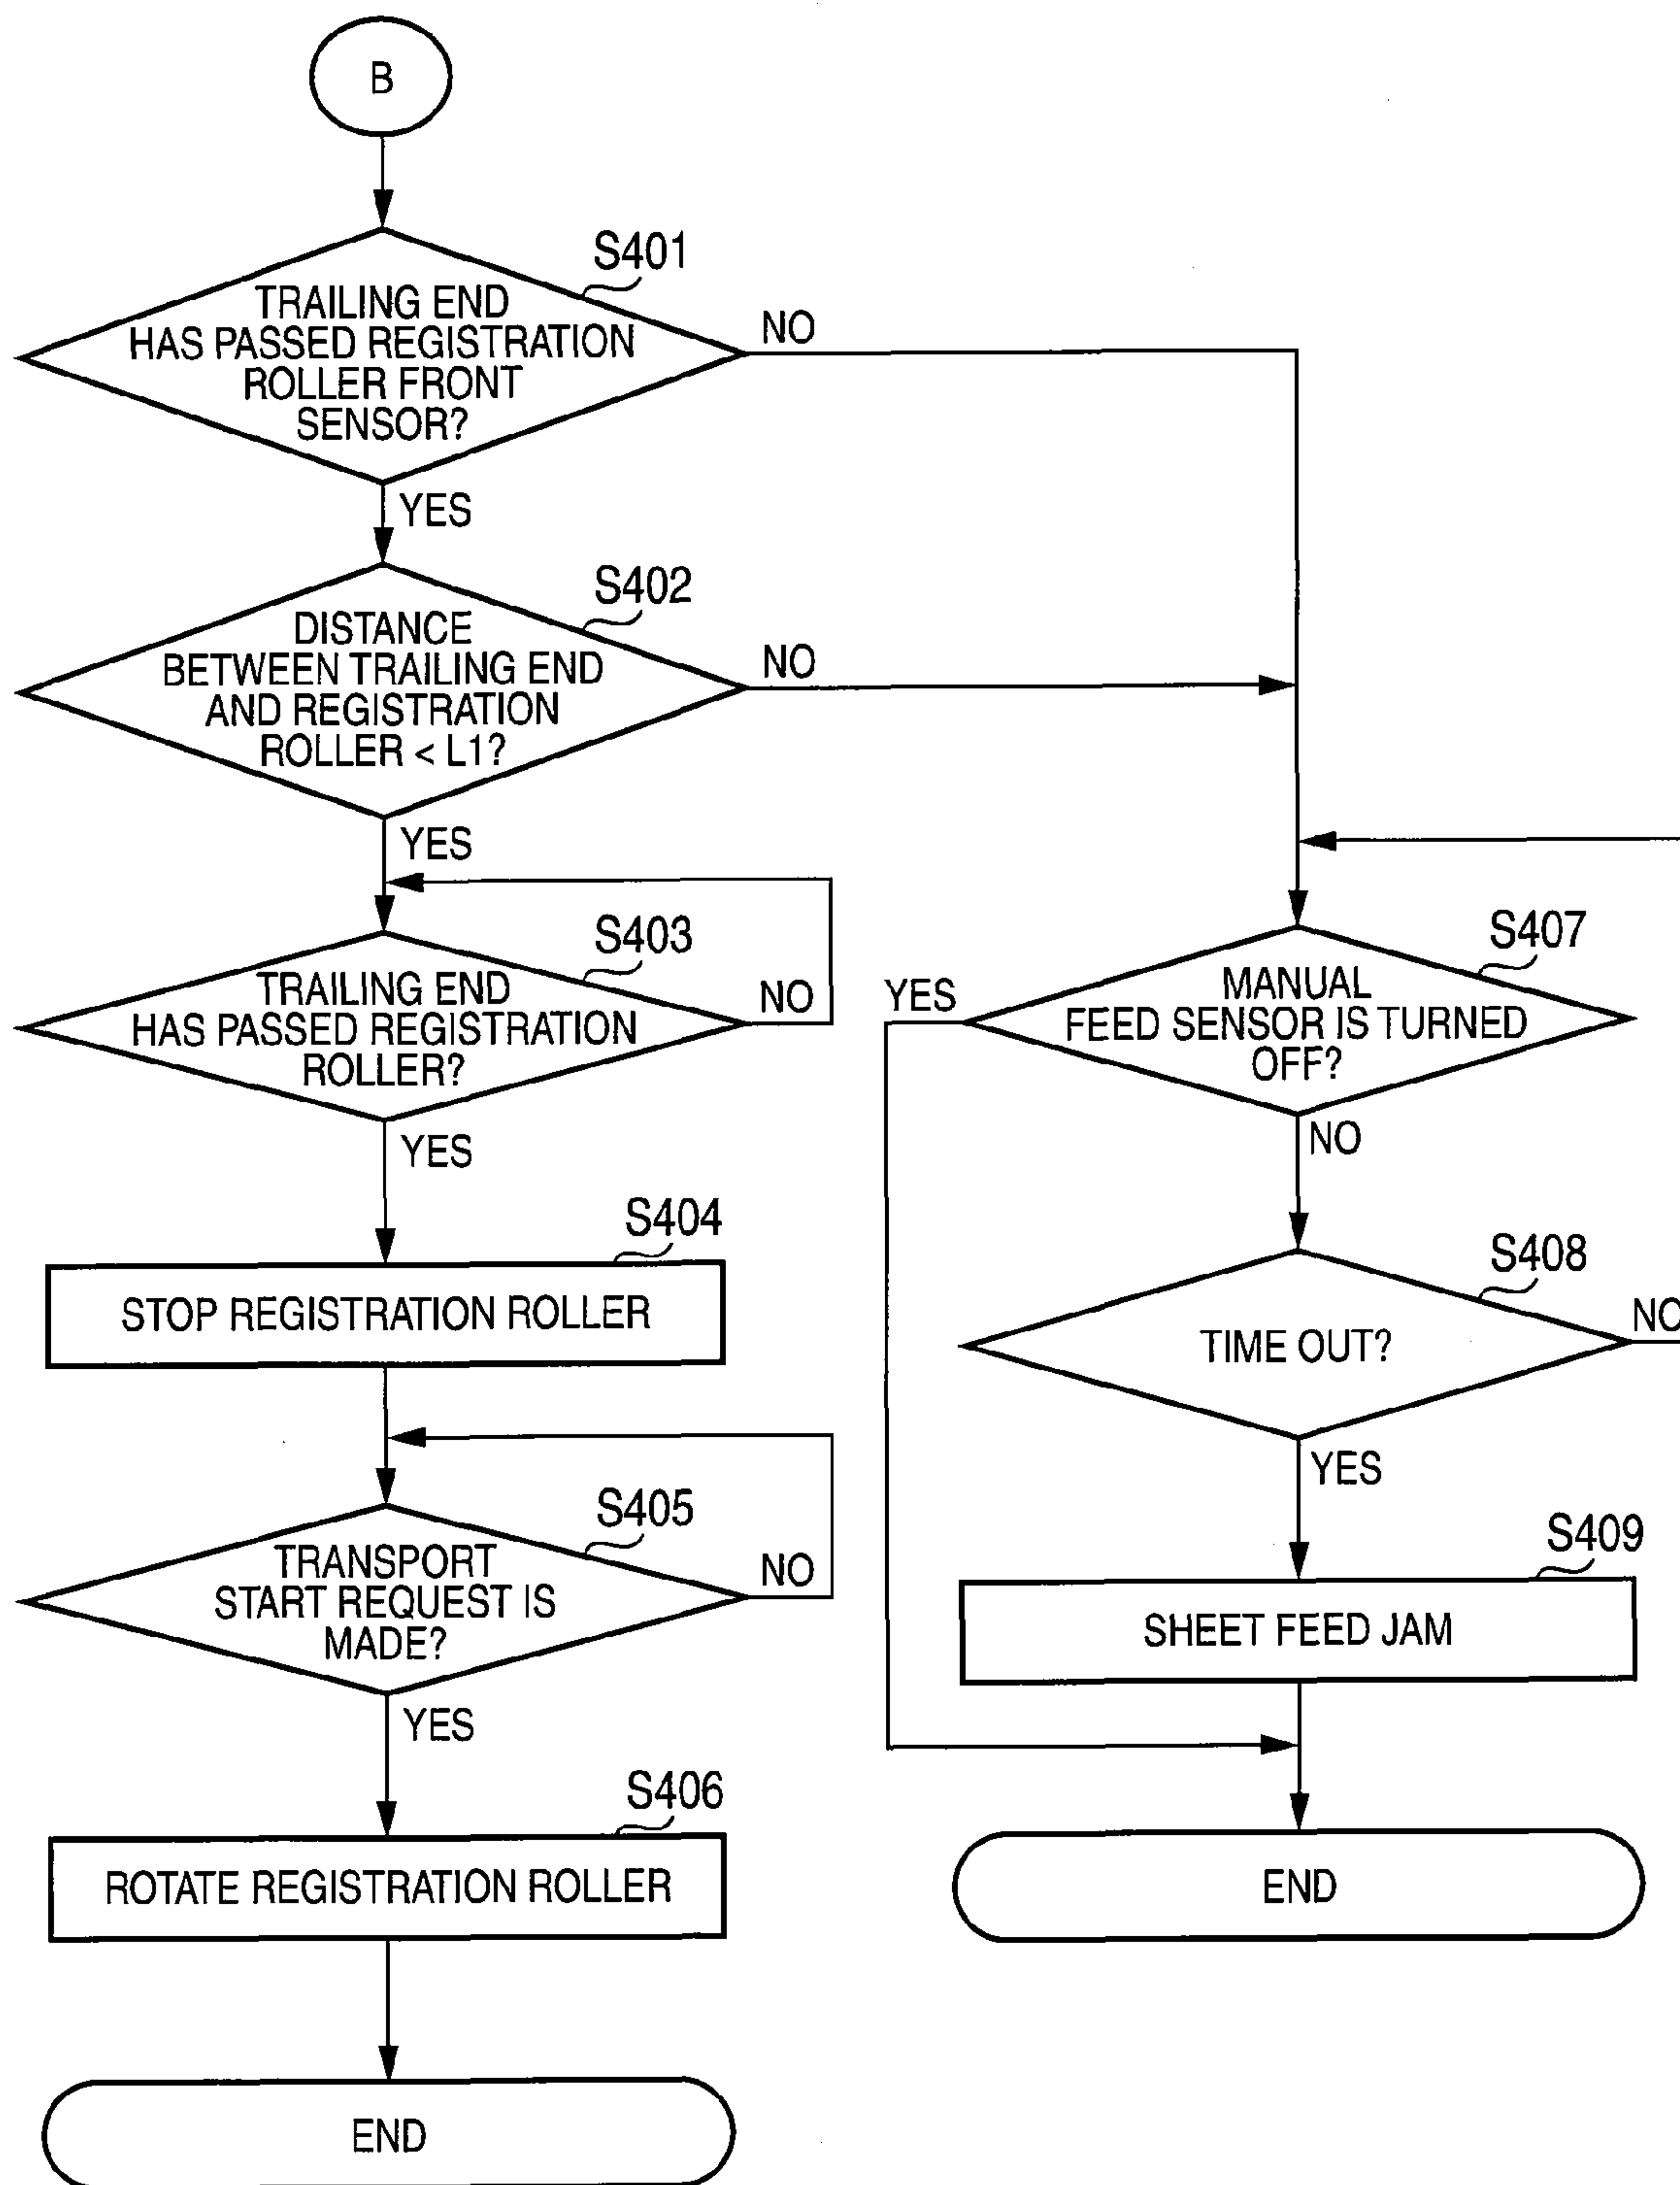 B
S401
TRAILING END
HAS PASSED REGISTRATION
ROLLER FRONT
SENSOR?
NO
YES
S402
DISTANCE
BETWEEN TRAILING END
AND REGISTRATION
ROLLER < L1?
NO
YES
S403
TRAILING END
HAS PASSED REGISTRATION
ROLLER?
NO
YES
S404
STOP REGISTRATION ROLLER
S405
TRANSPORT
START REQUEST IS
MADE?
NO
YES
S406
ROTATE REGISTRATION ROLLER
END
S407
MANUAL
FEED SENSOR IS TURNED
OFF?
YES
NO
S408
TIME OUT?
NO
YES
S409
SHEET FEED JAM
END